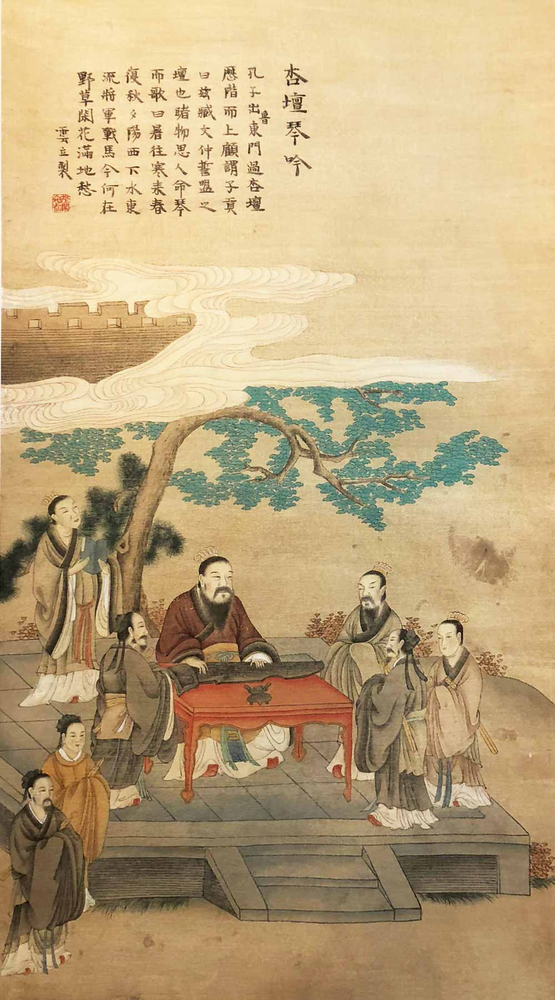 杏壇琴吟
孔子出魯東門過杏壇
歷階而上顧謂子貢
曰茲臧文仲誓盟之
壇也睹物思人命琴
而歌曰暑往寒來春
復秋夕陽西下水東
流將軍戰馬今何在
野草閑花滿地愁
雲立製